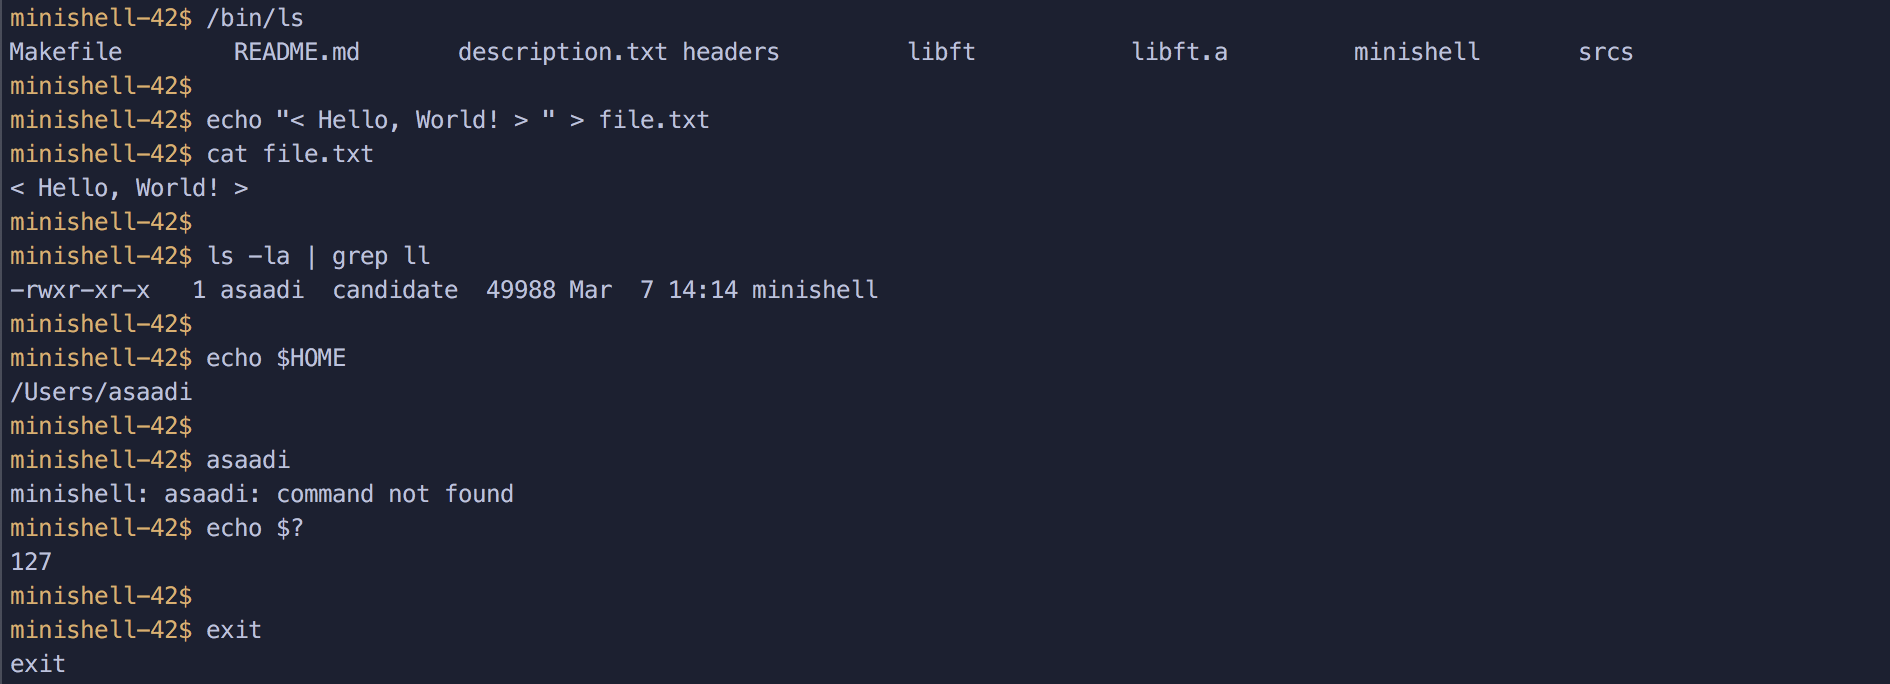 minishell-42$ /bin/ls
Makefile        README.md       description.txt headers         libft           libft.a         minishell       srcs
minishell-42$
minishell-42$ echo "< Hello, World! > " > file.txt
minishell-42$ cat file.txt
< Hello, World! >
minishell-42$
minishell-42$ ls -la | grep ll
-rwxr-xr-x   1 asaadi  candidate  49988 Mar  7 14:14 minishell
minishell-42$
minishell-42$ echo $HOME
/Users/asaadi
minishell-42$
minishell-42$ asaadi
minishell: asaadi: command not found
minishell-42$ echo $?
127
minishell-42$
minishell-42$ exit
exit